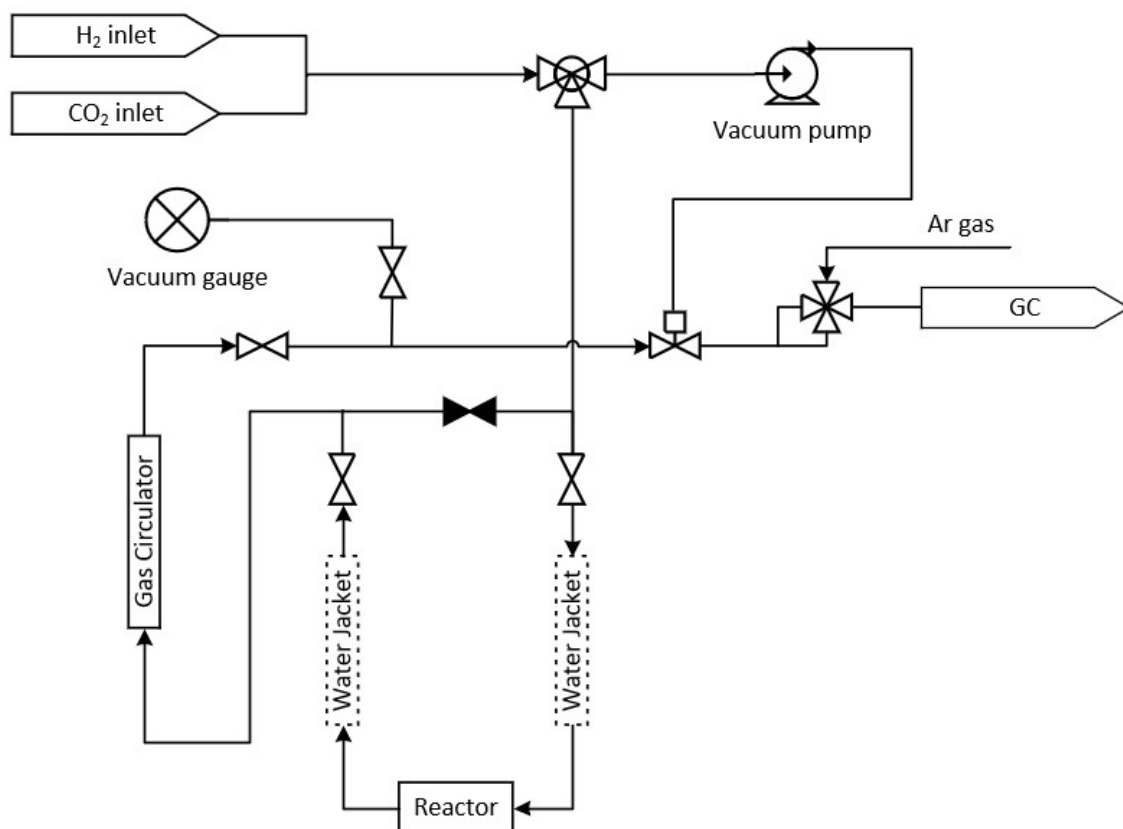 H₂ inlet
CO₂ inlet
Vacuum pump
Vacuum gauge
Ar gas
GC
Gas Circulator
Water Jacket
Water Jacket
Reactor